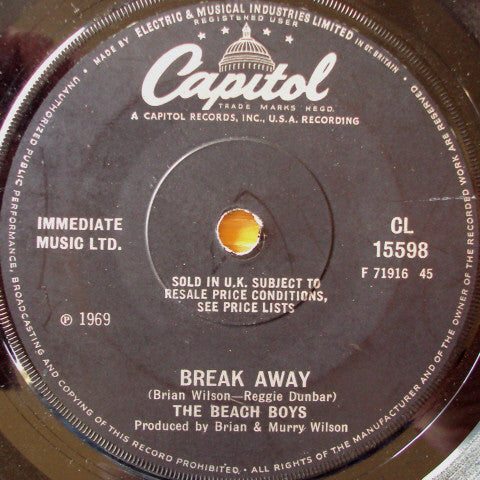 MADE BY ELECTRIC & MUSICAL INDUSTRIES LIMITED IN GT. BRITAIN
REGISTERED USER
Capitol
TRADE MARKS REGD.
A CAPITOL RECORDS, INC., U.S.A. RECORDING
IMMEDIATE
MUSIC LTD.
CL
15598
F 71916 45
SOLD IN U.K. SUBJECT TO
RESALE PRICE CONDITIONS,
SEE PRICE LISTS
℗ 1969
BREAK AWAY
(Brian Wilson—Reggie Dunbar)
THE BEACH BOYS
Produced by Brian & Murry Wilson
UNAUTHORIZED PUBLIC PERFORMANCE, BROADCASTING AND COPYING OF THIS RECORD PROHIBITED. • ALL RIGHTS OF THE MANUFACTURER AND OF THE OWNER OF THE RECORDED WORK ARE RESERVED